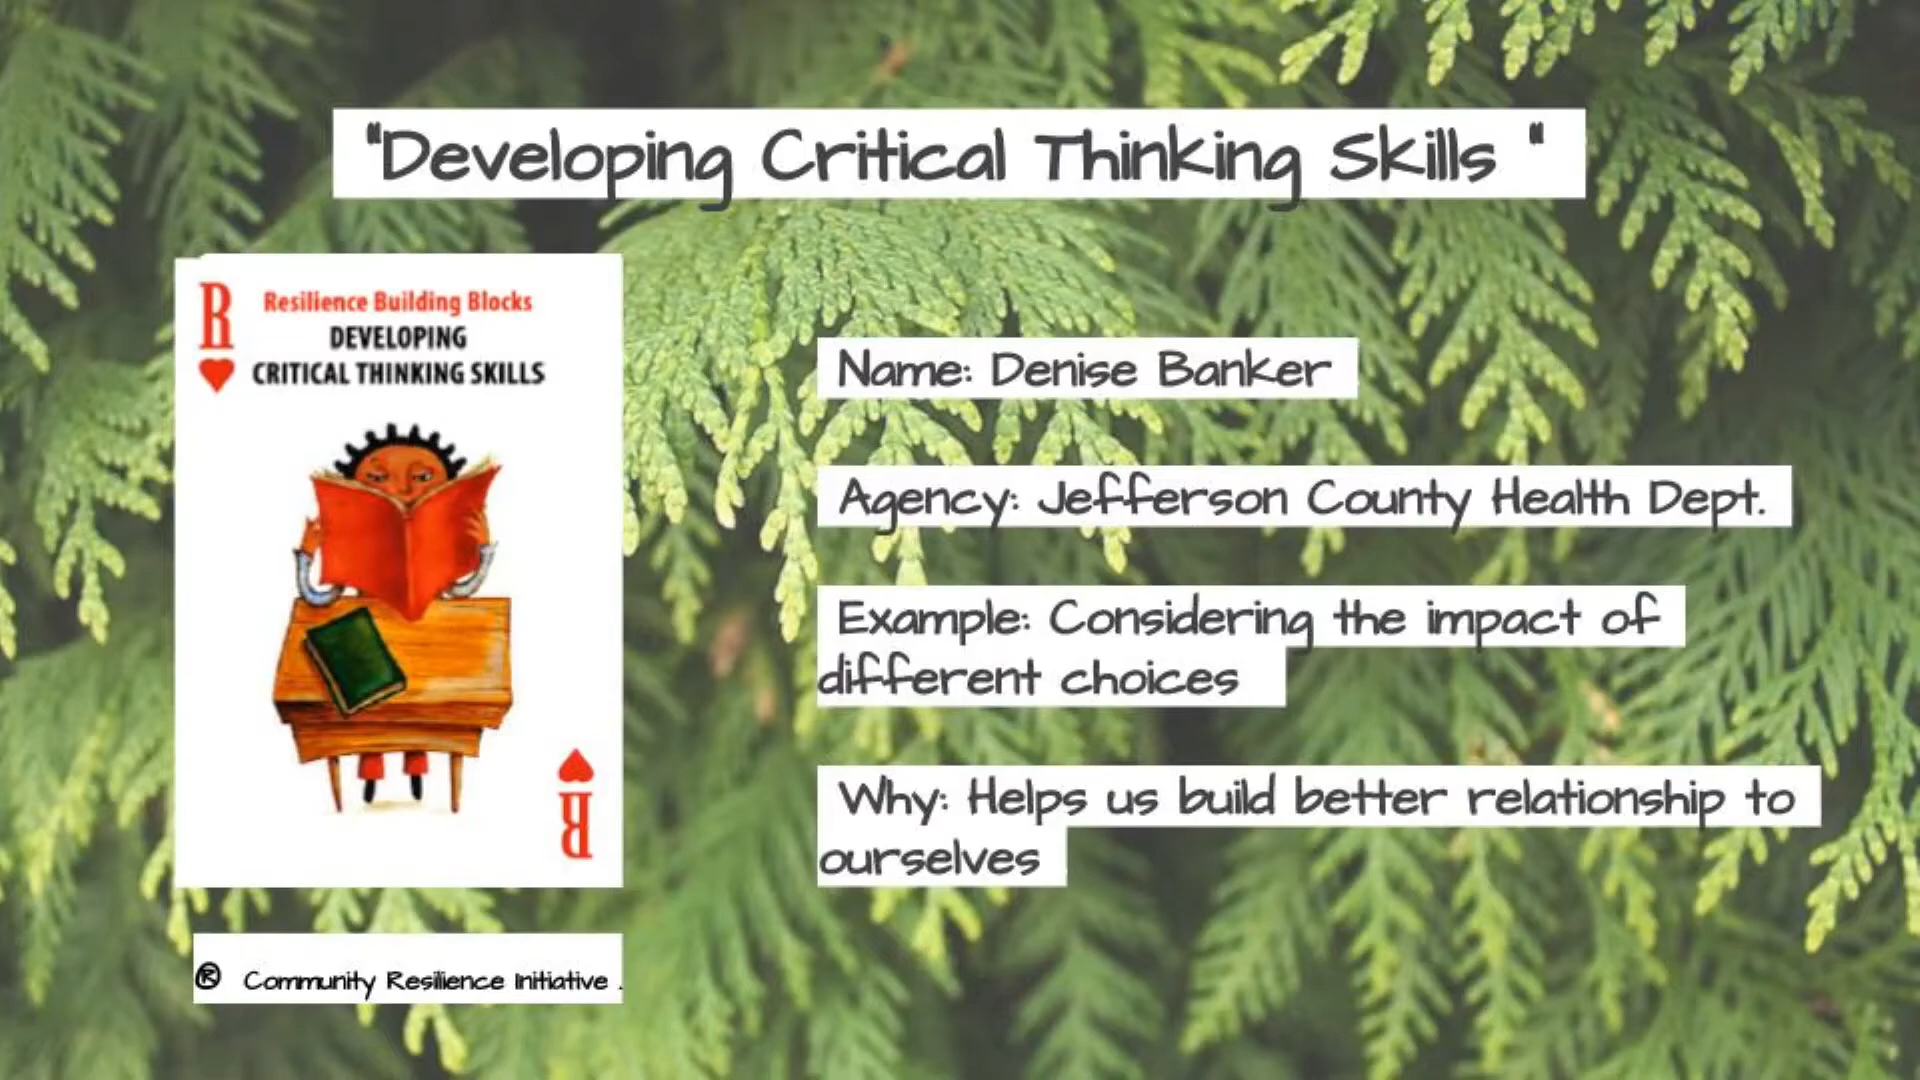 "Developing Critical Thinking Skills "
R
Resilience Building Blocks
DEVELOPING
CRITICAL THINKING SKILLS
R
® Community Resilience Initiative .
Name: Denise Banker
Agency: Jefferson County Health Dept.
Example: Considering the impact of
different choices
Why: Helps us build better relationship to
ourselves